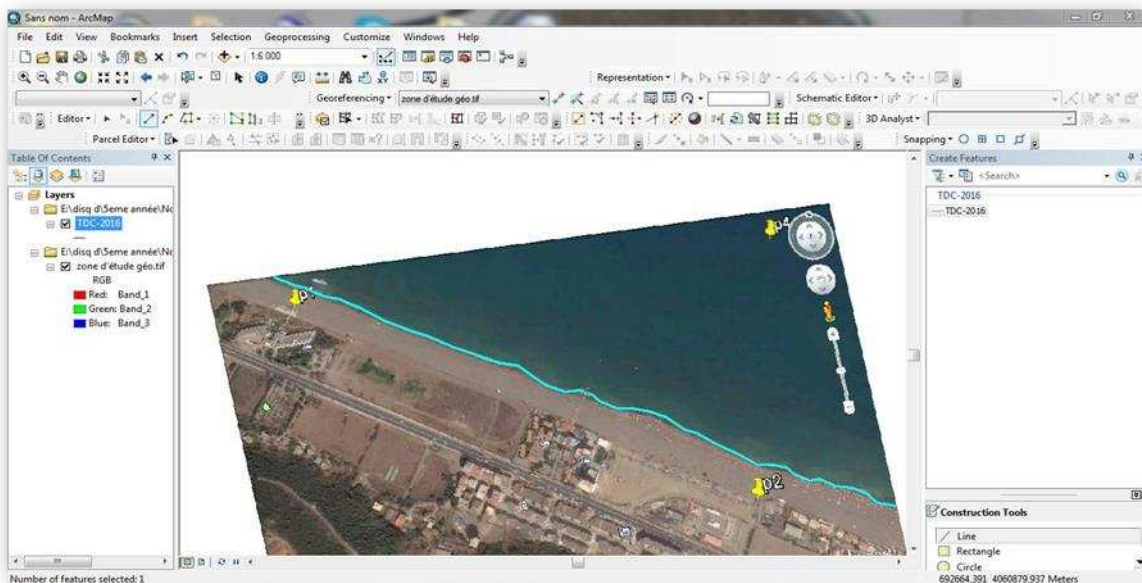 Sans nom - ArcMap
File Edit View Bookmarks Insert Selection Geoprocessing Customize Windows Help
1:6 000
Representation
Georeferencing zone d'étude géo.tif Schematic Editor
Editor 3D Analyst
Parcel Editor Snapping
Table Of Contents
Layers
E:\disq d\5eme année\No
TDC-2016
E:\disq d\5eme année\No
zone d'étude géo.tif
RGB
Red: Band_1
Green: Band_2
Blue: Band_3
p4
p1
p2
Create Features
<Search>
TDC-2016
TDC-2016
Construction Tools
Line
Rectangle
Circle
Number of features selected: 1
692664.391 4060879.937 Meters